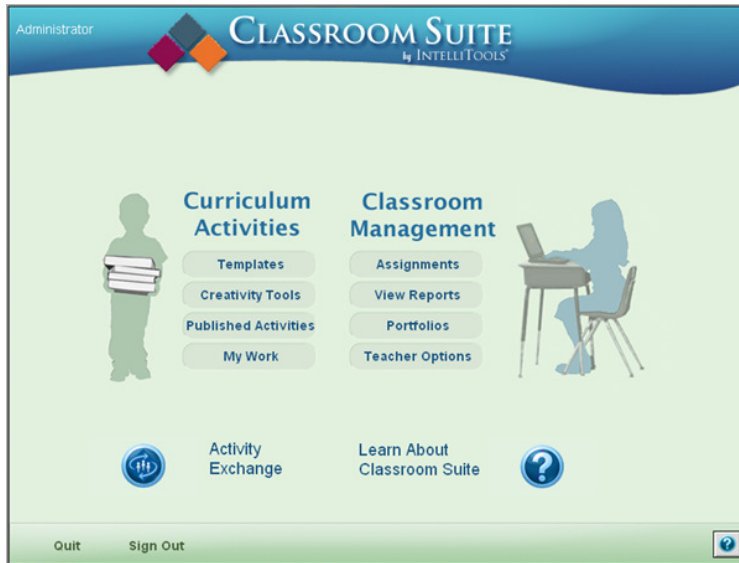 Administrator
CLASSROOM SUITE
by INTELLITOOLS®
Curriculum
Activities
Templates
Creativity Tools
Published Activities
My Work
Classroom
Management
Assignments
View Reports
Portfolios
Teacher Options
Activity
Exchange
Learn About
Classroom Suite
?
Quit
Sign Out
?